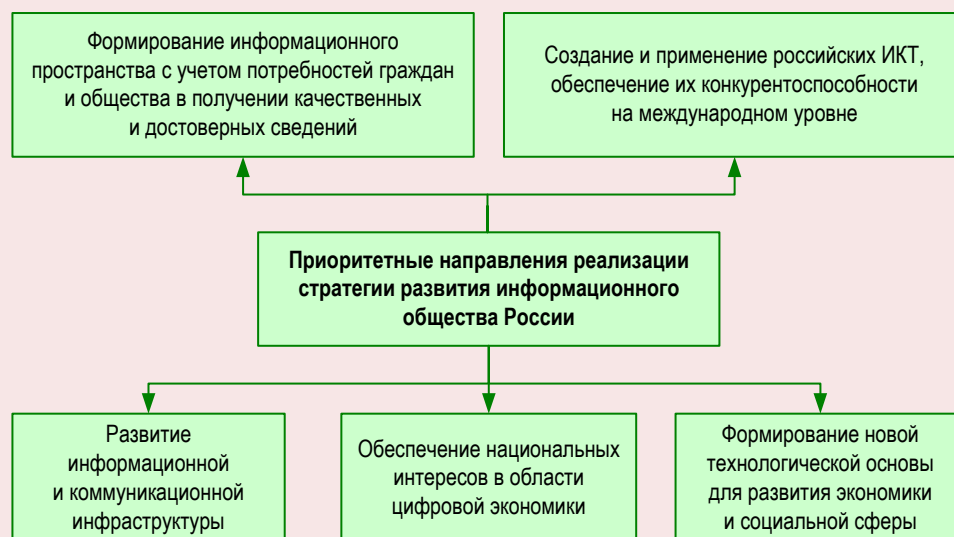 Формирование информационного
пространства с учетом потребностей граждан
и общества в получении качественных
и достоверных сведений
Создание и применение российских ИКТ,
обеспечение их конкурентоспособности
на международном уровне
Приоритетные направления реализации
стратегии развития информационного
общества России
Развитие
информационной
и коммуникационной
инфраструктуры
Обеспечение национальных
интересов в области
цифровой экономики
Формирование новой
технологической основы
для развития экономики
и социальной сферы